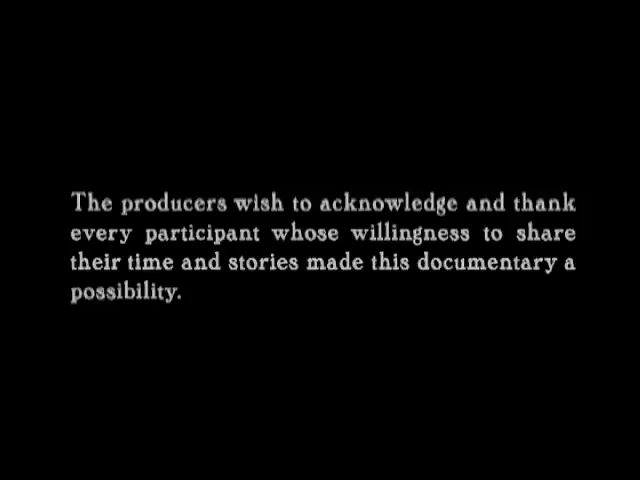 The producers wish to acknowledge and thank
every participant whose willingness to share
their time and stories made this documentary a
possibility.